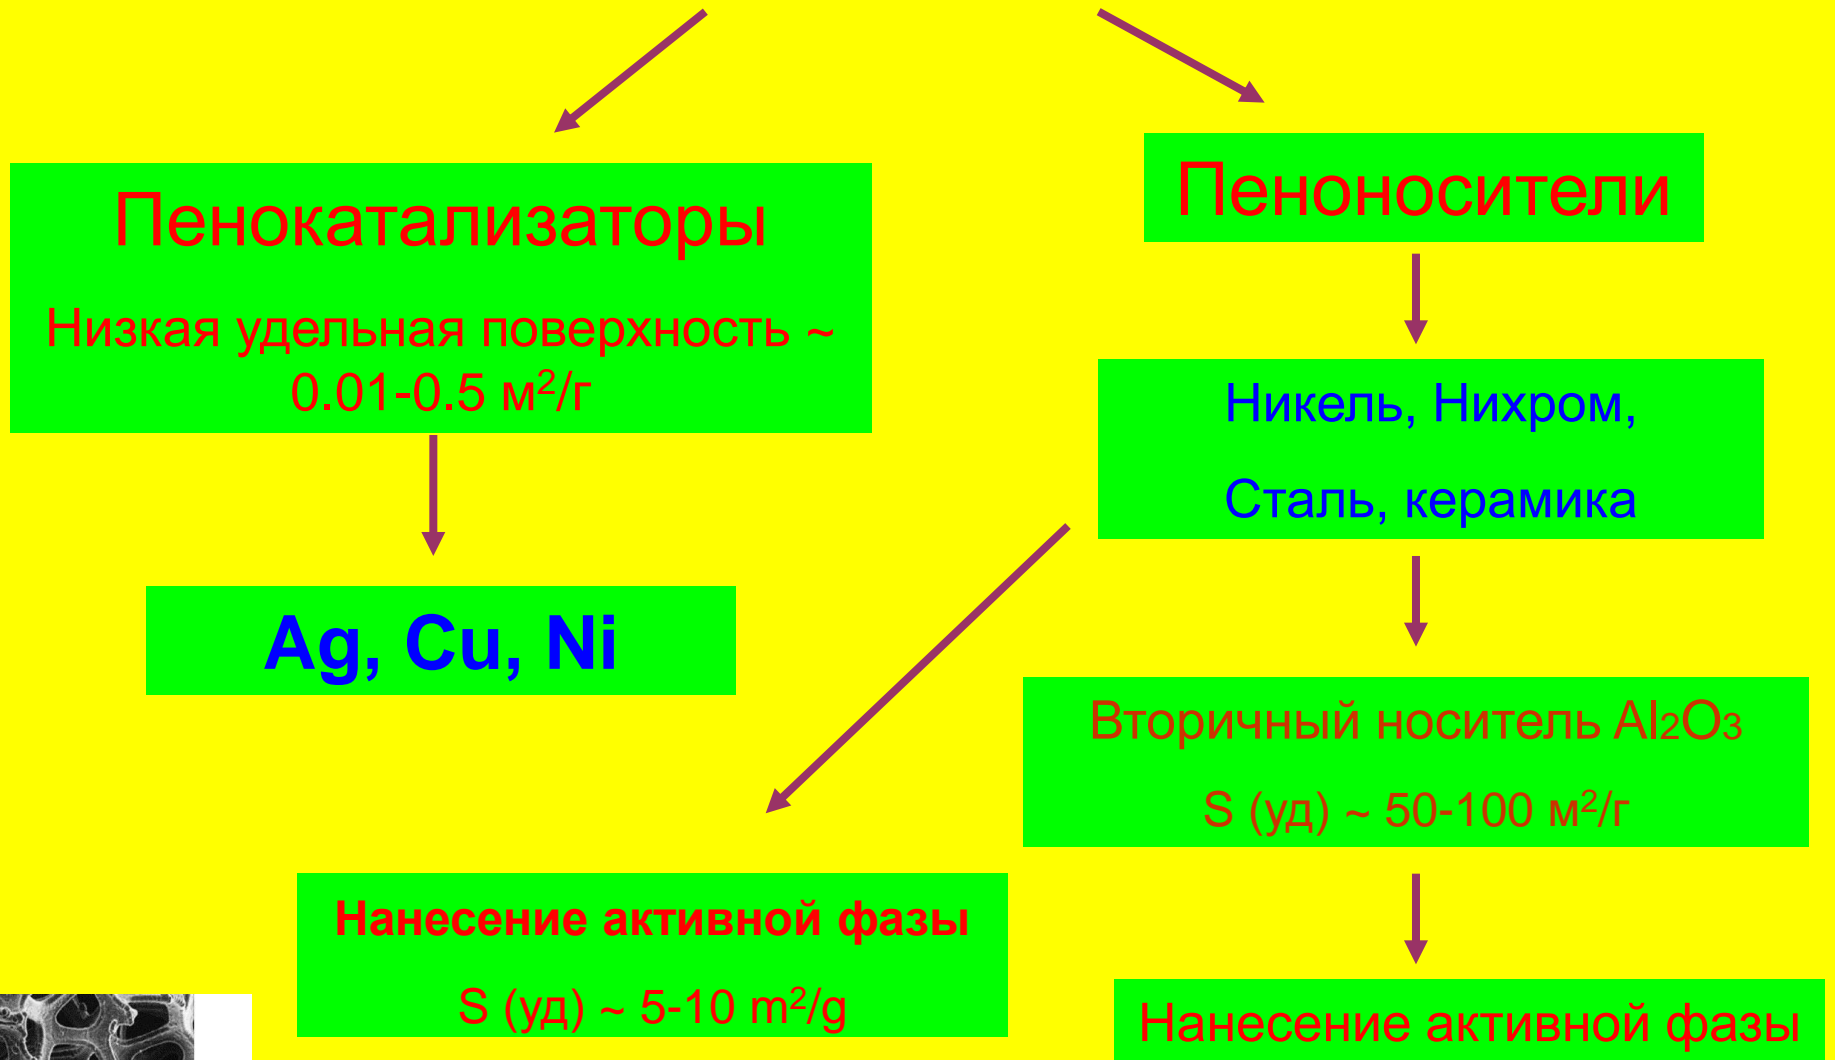 Пенокатализаторы
Низкая удельная поверхность ~
0.01-0.5 м²/г
Ag, Cu, Ni
Пеноносители
Никель, Нихром,
Сталь, керамика
Вторичный носитель Al₂O₃
S (уд) ~ 50-100 м²/г
Нанесение активной фазы
S (уд) ~ 5-10 m²/g
Нанесение активной фазы